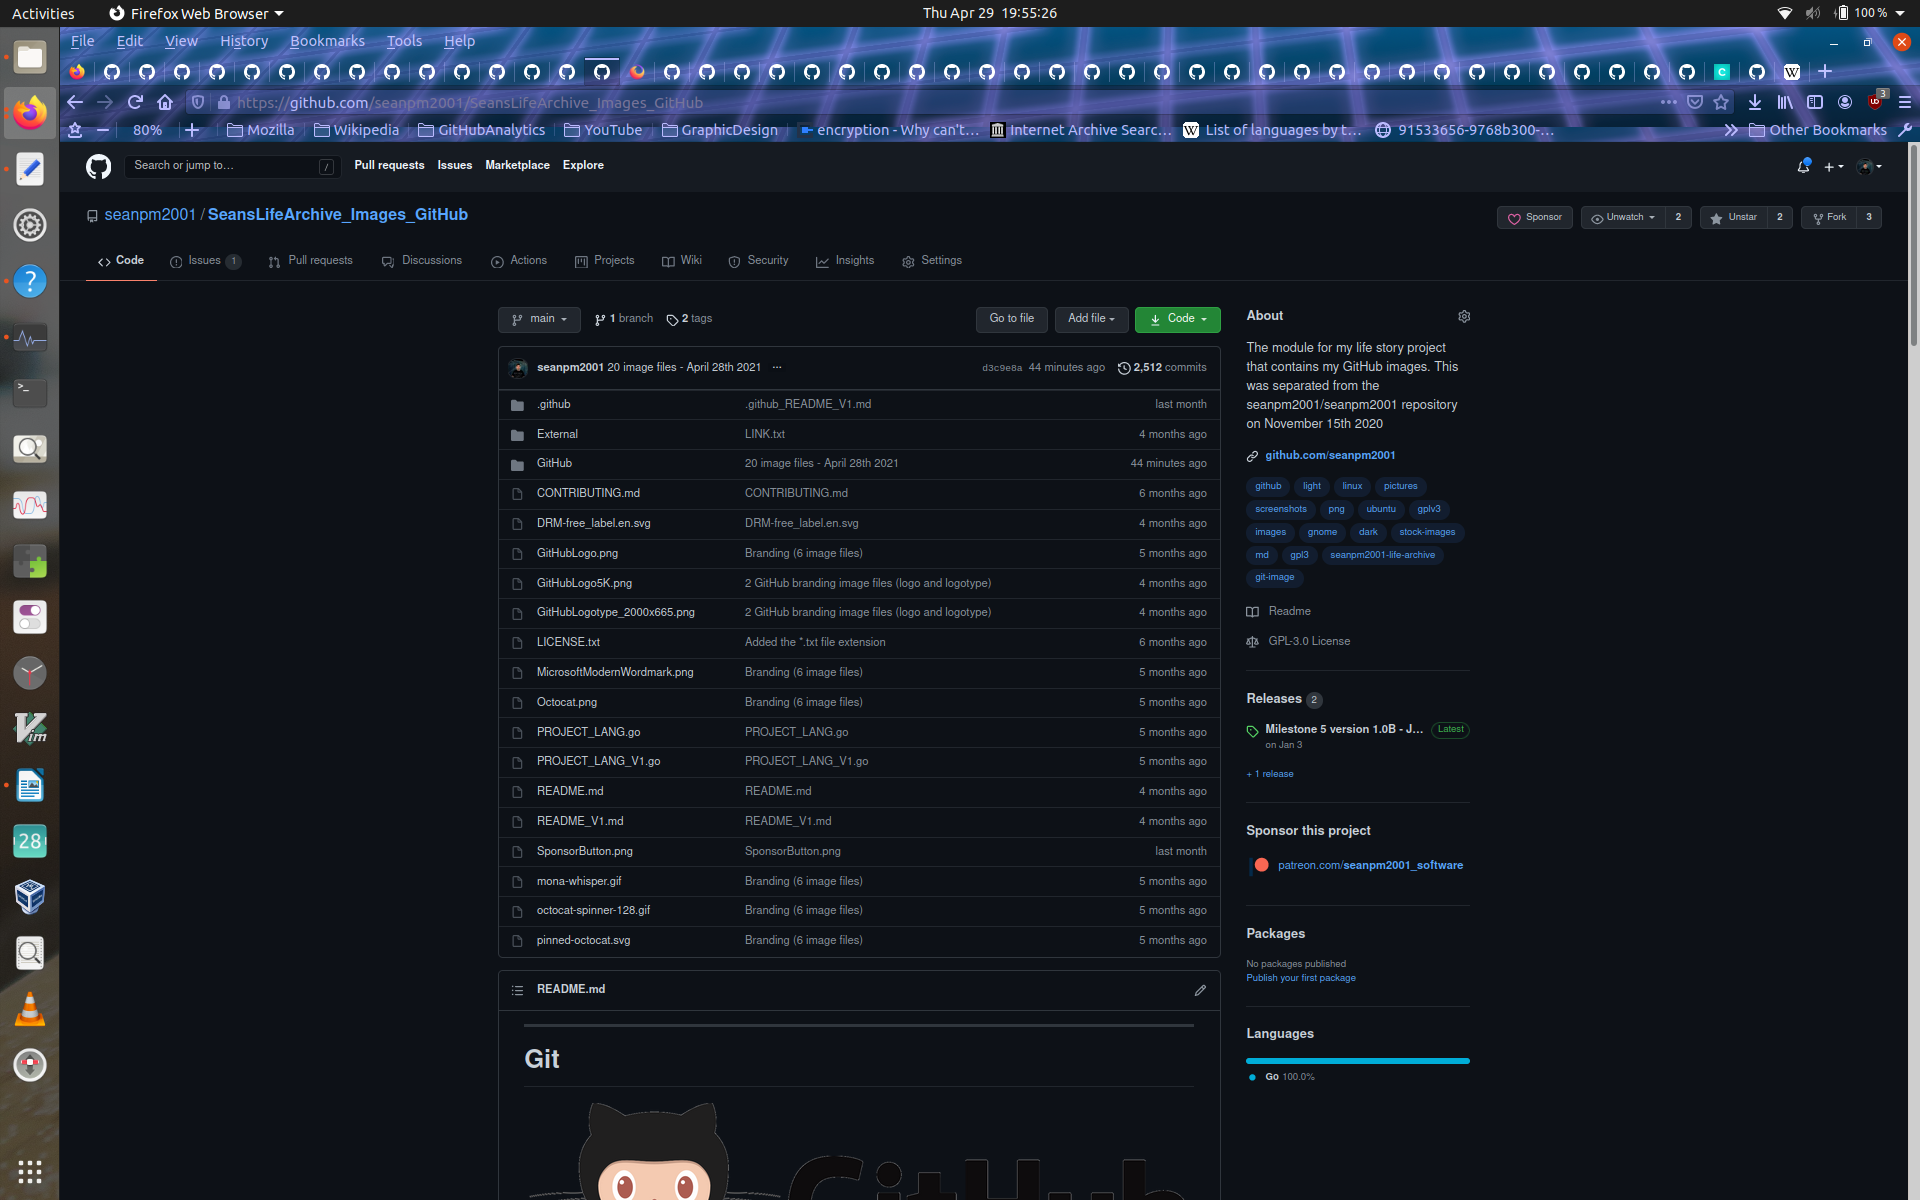 Activities Firefox Web Browser Thu Apr 29 19:55:26 100 %
File Edit View History Bookmarks Tools Help
https://github.com/seanpm2001/SeansLifeArchive_Images_GitHub 3
80% Mozilla Wikipedia GitHubAnalytics YouTube GraphicDesign encryption - Why can't... Internet Archive Searc... List of languages by t... 91533656-9768b300-... Other Bookmarks
Search or jump to... / Pull requests Issues Marketplace Explore
seanpm2001 / SeansLifeArchive_Images_GitHub Sponsor Unwatch 2 Unstar 2 Fork 3
Code Issues 1 Pull requests Discussions Actions Projects Wiki Security Insights Settings
main 1 branch 2 tags Go to file Add file Code
seanpm2001 20 image files - April 28th 2021 ... d3c9e8a 44 minutes ago 2,512 commits
.github .github_README_V1.md last month
External LINK.txt 4 months ago
GitHub 20 image files - April 28th 2021 44 minutes ago
CONTRIBUTING.md CONTRIBUTING.md 6 months ago
DRM-free_label.en.svg DRM-free_label.en.svg 4 months ago
GitHubLogo.png Branding (6 image files) 5 months ago
GitHubLogo5K.png 2 GitHub branding image files (logo and logotype) 4 months ago
GitHubLogotype_2000x665.png 2 GitHub branding image files (logo and logotype) 4 months ago
LICENSE.txt Added the *.txt file extension 6 months ago
MicrosoftModernWordmark.png Branding (6 image files) 5 months ago
Octocat.png Branding (6 image files) 5 months ago
PROJECT_LANG.go PROJECT_LANG.go 5 months ago
PROJECT_LANG_V1.go PROJECT_LANG_V1.go 5 months ago
README.md README.md 4 months ago
README_V1.md README_V1.md 4 months ago
SponsorButton.png SponsorButton.png last month
mona-whisper.gif Branding (6 image files) 5 months ago
octocat-spinner-128.gif Branding (6 image files) 5 months ago
pinned-octocat.svg Branding (6 image files) 5 months ago
README.md
Git
GitHub
About
The module for my life story project
that contains my GitHub images. This
was separated from the
seanpm2001/seanpm2001 repository
on November 15th 2020
github.com/seanpm2001
github light linux pictures
screenshots png ubuntu gplv3
images gnome dark stock-images
md gpl3 seanpm2001-life-archive
git-image
Readme
GPL-3.0 License
Releases 2
Milestone 5 version 1.0B - J... Latest
on Jan 3
+ 1 release
Sponsor this project
patreon.com/seanpm2001_software
Packages
No packages published
Publish your first package
Languages
Go 100.0%
28